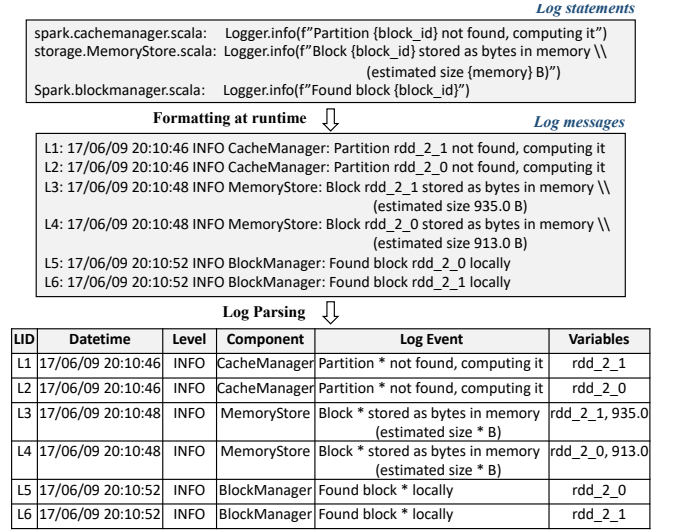 Log statements
spark.cachemanager.scala: Logger.info(f”Partition {block_id} not found, computing it”)
storage.MemoryStore.scala: Logger.info(f”Block {block_id} stored as bytes in memory \\
(estimated size {memory} B)”)
Spark.blockmanager.scala: Logger.info(f”Found block {block_id}”)
Formatting at runtime
Log messages
L1: 17/06/09 20:10:46 INFO CacheManager: Partition rdd_2_1 not found, computing it
L2: 17/06/09 20:10:46 INFO CacheManager: Partition rdd_2_0 not found, computing it
L3: 17/06/09 20:10:48 INFO MemoryStore: Block rdd_2_1 stored as bytes in memory \\
(estimated size 935.0 B)
L4: 17/06/09 20:10:48 INFO MemoryStore: Block rdd_2_0 stored as bytes in memory \\
(estimated size 913.0 B)
L5: 17/06/09 20:10:52 INFO BlockManager: Found block rdd_2_0 locally
L6: 17/06/09 20:10:52 INFO BlockManager: Found block rdd_2_1 locally
Log Parsing
LID Datetime Level Component Log Event Variables
L1 17/06/09 20:10:46 INFO CacheManager Partition * not found, computing it rdd_2_1
L2 17/06/09 20:10:46 INFO CacheManager Partition * not found, computing it rdd_2_0
L3 17/06/09 20:10:48 INFO MemoryStore Block * stored as bytes in memory rdd_2_1, 935.0
(estimated size * B)
L4 17/06/09 20:10:48 INFO MemoryStore Block * stored as bytes in memory rdd_2_0, 913.0
(estimated size * B)
L5 17/06/09 20:10:52 INFO BlockManager Found block * locally rdd_2_0
L6 17/06/09 20:10:52 INFO BlockManager Found block * locally rdd_2_1